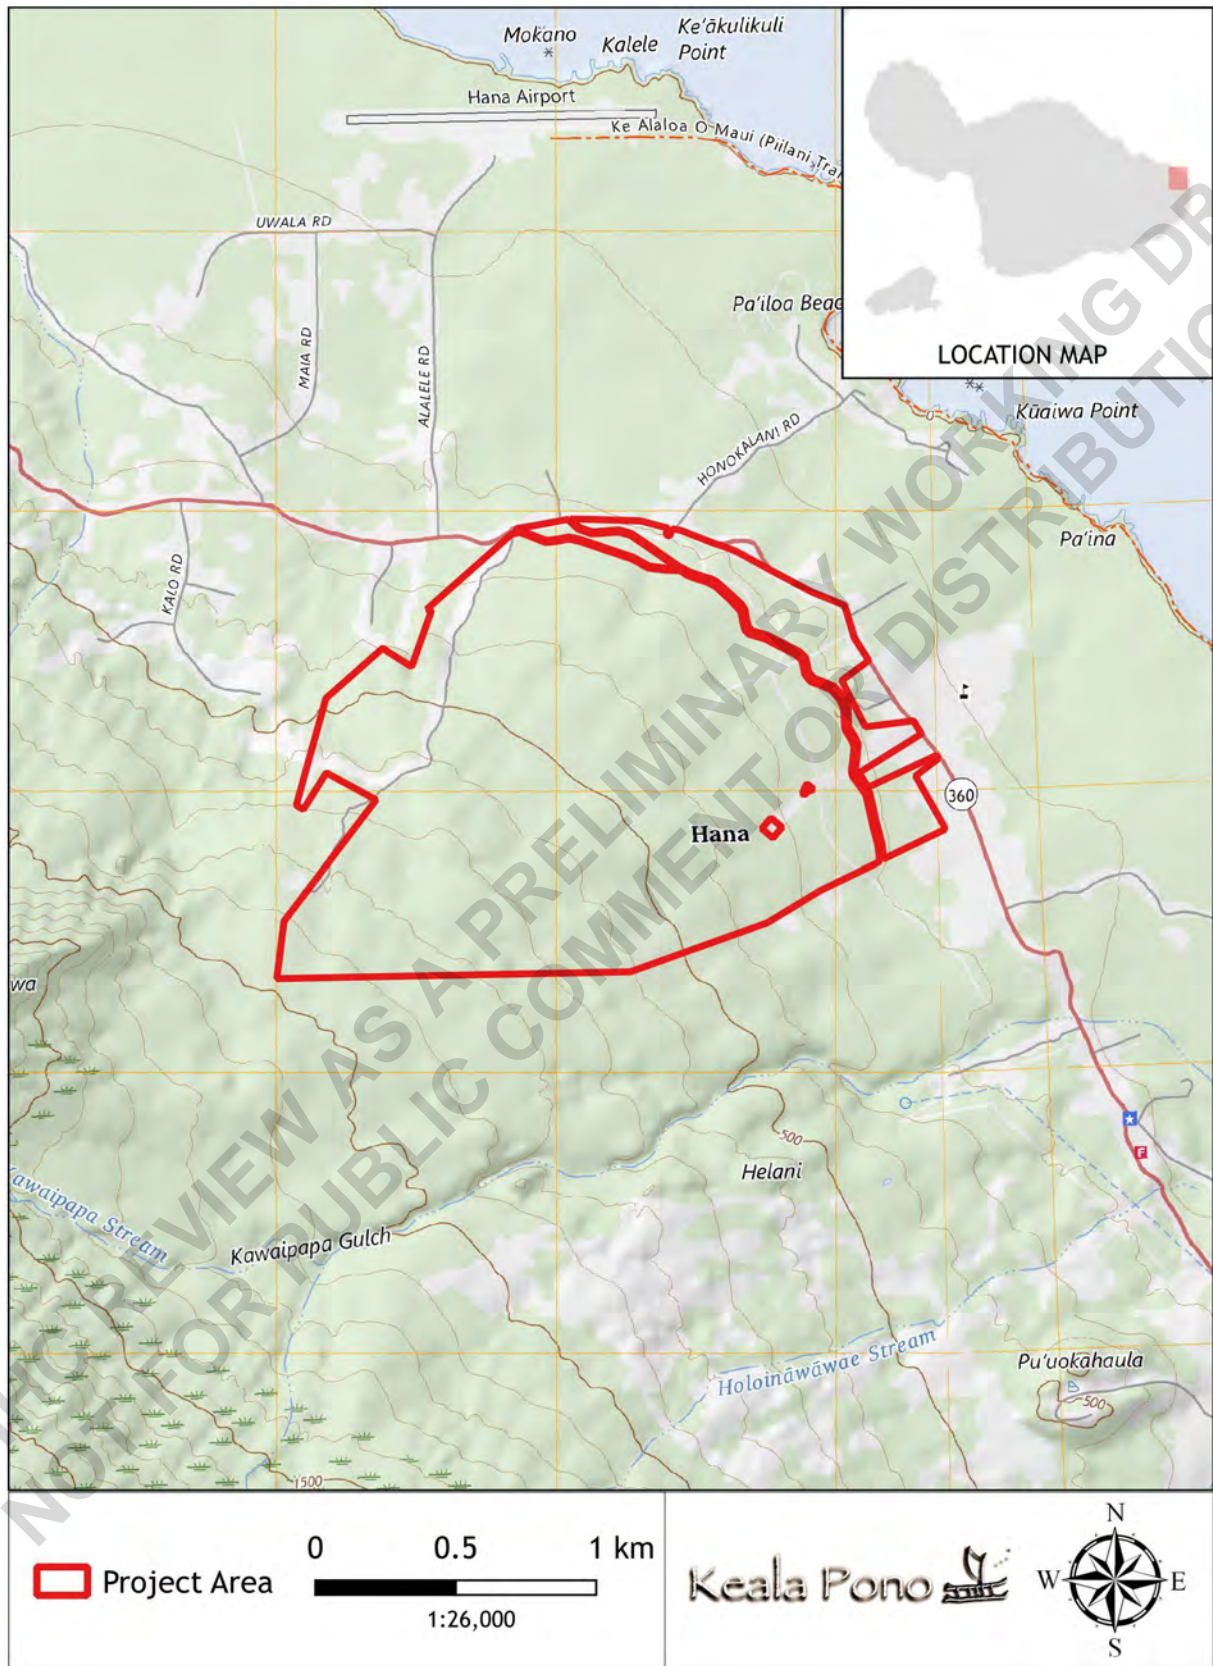 Mokano
Kalele
Ke'ākulikuli
Point
Hana Airport
Ke Alaloa O Maui (Piilani Trai
UWALA RD
MAIA RD
ALALELE RD
Pa'iloa Beac
LOCATION MAP
Kūaiwa Point
HONOKALANI RD
Pa'ina
KALO RD
360
Hana
wa
500
Helani
Kawaipapa Stream
Kawaipapa Gulch
Holoināwāwae Stream
Pu'uokahaula
500
1500
F
REVIEW AS A PRELIMINARY WORKING DR
NOT FOR PUBLIC COMMENT OR DISTRIBUTIO
Project Area
0 0.5 1 km
1:26,000
Keala Pono
N
W E
S